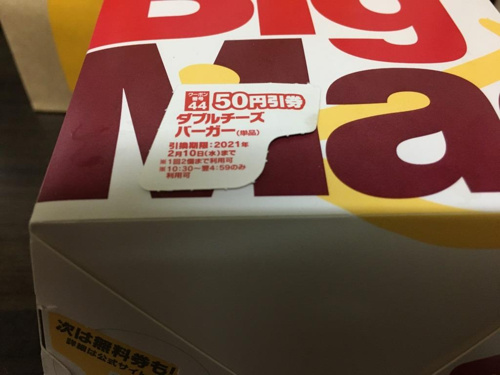 Big
Mac
クーポン
番号
44
50円引券
ダブルチーズ
バーガー(単品)
引換期限:2021年
2月10日(水)まで
※1回2個まで利用可
※10:30〜翌4:59のみ
利用可
次は無料券も!
詳細は公式サイト